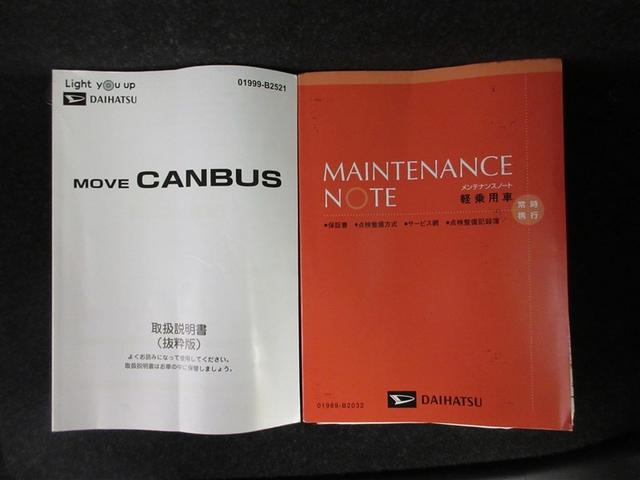 Light you up
DAIHATSU
01999-B2521
MOVE CANBUS
取扱説明書
(抜粋版)
よくお読みになって使用してください。
取扱説明書はお車の中に保管しましょう。
MAINTENANCE
NOTE
メンテナンスノート
軽乗用車
常時
携行
●保証書 ●点検整備方式 ●サービス網 ●点検整備記録簿
01989-B2032
DAIHATSU